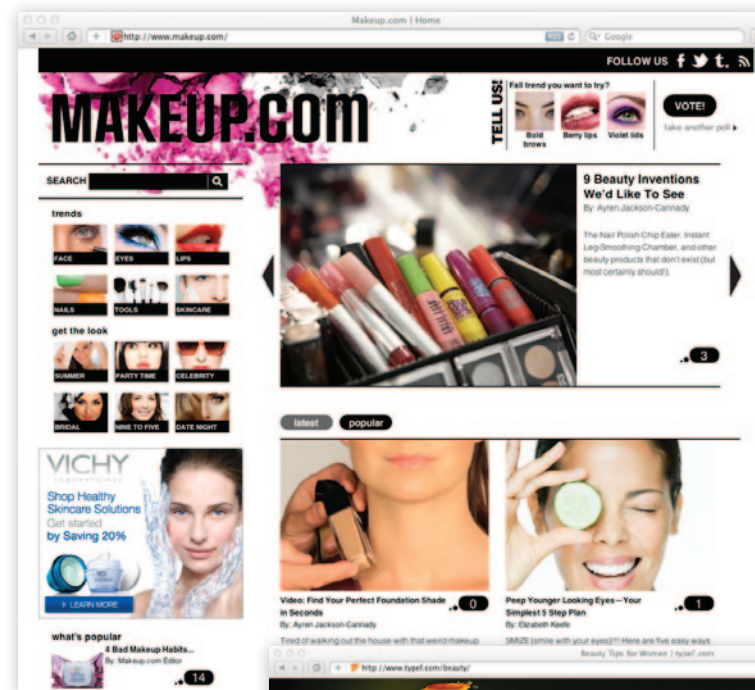 Makeup.com | Home
http://www.makeup.com/
RSS
Google
FOLLOW US
MAKEUP.COM
TELL US!
Fall trend you want to try?
Bold brows
Berry lips
Violet lids
VOTE!
take another poll
SEARCH
trends
FACE
EYES
LIPS
NAILS
TOOLS
SKINCARE
get the look
SUMMER
PARTY TIME
CELEBRITY
BRIDAL
NINE TO FIVE
DATE NIGHT
9 Beauty Inventions
We'd Like To See
By: Ayren Jackson-Cannady
The Nail Polish Chip Eater, Instant
Leg-Smoothing Chamber, and other
beauty products that don't exist (but
most certainly should!).
3
latest
popular
VICHY
LABORATOIRES
Shop Healthy
Skincare Solutions
Get started
by Saving 20%
LEARN MORE
Video: Find Your Perfect Foundation Shade
in Seconds
By: Ayren Jackson-Cannady
0
Tired of walking out the house with that weird makeup
Peep Younger Looking Eyes—Your
Simplest 5 Step Plan
By: Elizabeth Keefe
1
SMIZE (smile with your eyes)!!! Here are five easy ways
what's popular
4 Bad Makeup Habits...
By: Makeup.com Editor
14
Beauty Tips for Women | typef.com
http://www.typef.com/beauty/